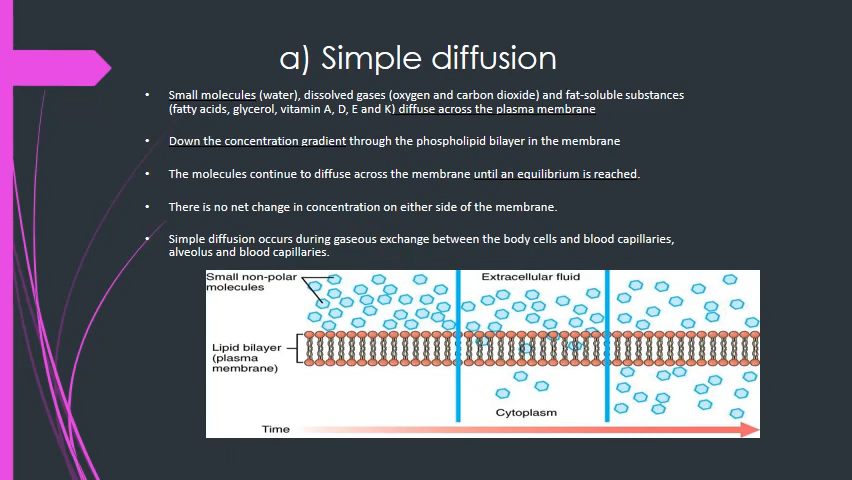 a) Simple diffusion
• Small molecules (water), dissolved gases (oxygen and carbon dioxide) and fat-soluble substances
(fatty acids, glycerol, vitamin A, D, E and K) diffuse across the plasma membrane
• Down the concentration gradient through the phospholipid bilayer in the membrane
• The molecules continue to diffuse across the membrane until an equilibrium is reached.
• There is no net change in concentration on either side of the membrane.
• Simple diffusion occurs during gaseous exchange between the body cells and blood capillaries,
alveolus and blood capillaries.
Small non-polar
molecules
Extracellular fluid
Lipid bilayer
(plasma
membrane)
Cytoplasm
Time